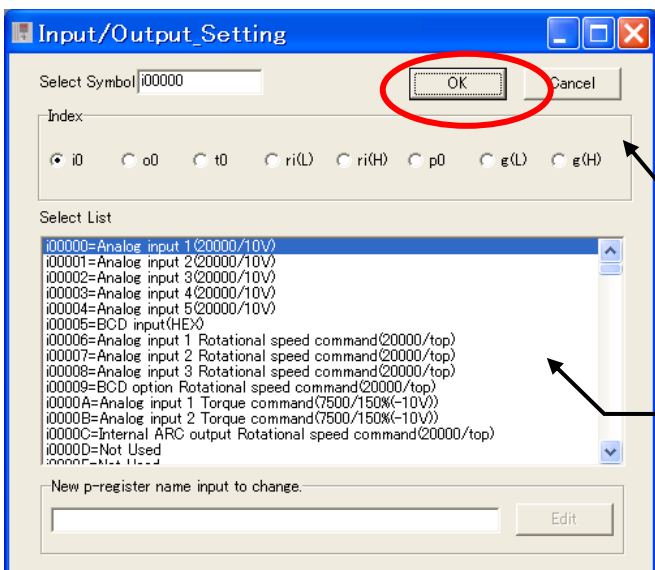 Input/Output_Setting
Select Symbol i00000 OK Cancel
Index
i0 o0 t0 ri(L) ri(H) p0 g(L) g(H)
Select List
i00000=Analog input 1(20000/10V)
i00001=Analog input 2(20000/10V)
i00002=Analog input 3(20000/10V)
i00003=Analog input 4(20000/10V)
i00004=Analog input 5(20000/10V)
i00005=BCD input(HEX)
i00006=Analog input 1 Rotational speed command(20000/top)
i00007=Analog input 2 Rotational speed command(20000/top)
i00008=Analog input 3 Rotational speed command(20000/top)
i00009=BCD option Rotational speed command(20000/top)
i0000A=Analog input 1 Torque command(7500/150%(-10V))
i0000B=Analog input 2 Torque command(7500/150%(-10V))
i0000C=Internal ARC output Rotational speed command(20000/top)
i0000D=Not Used
New p-register name input to change.
Edit